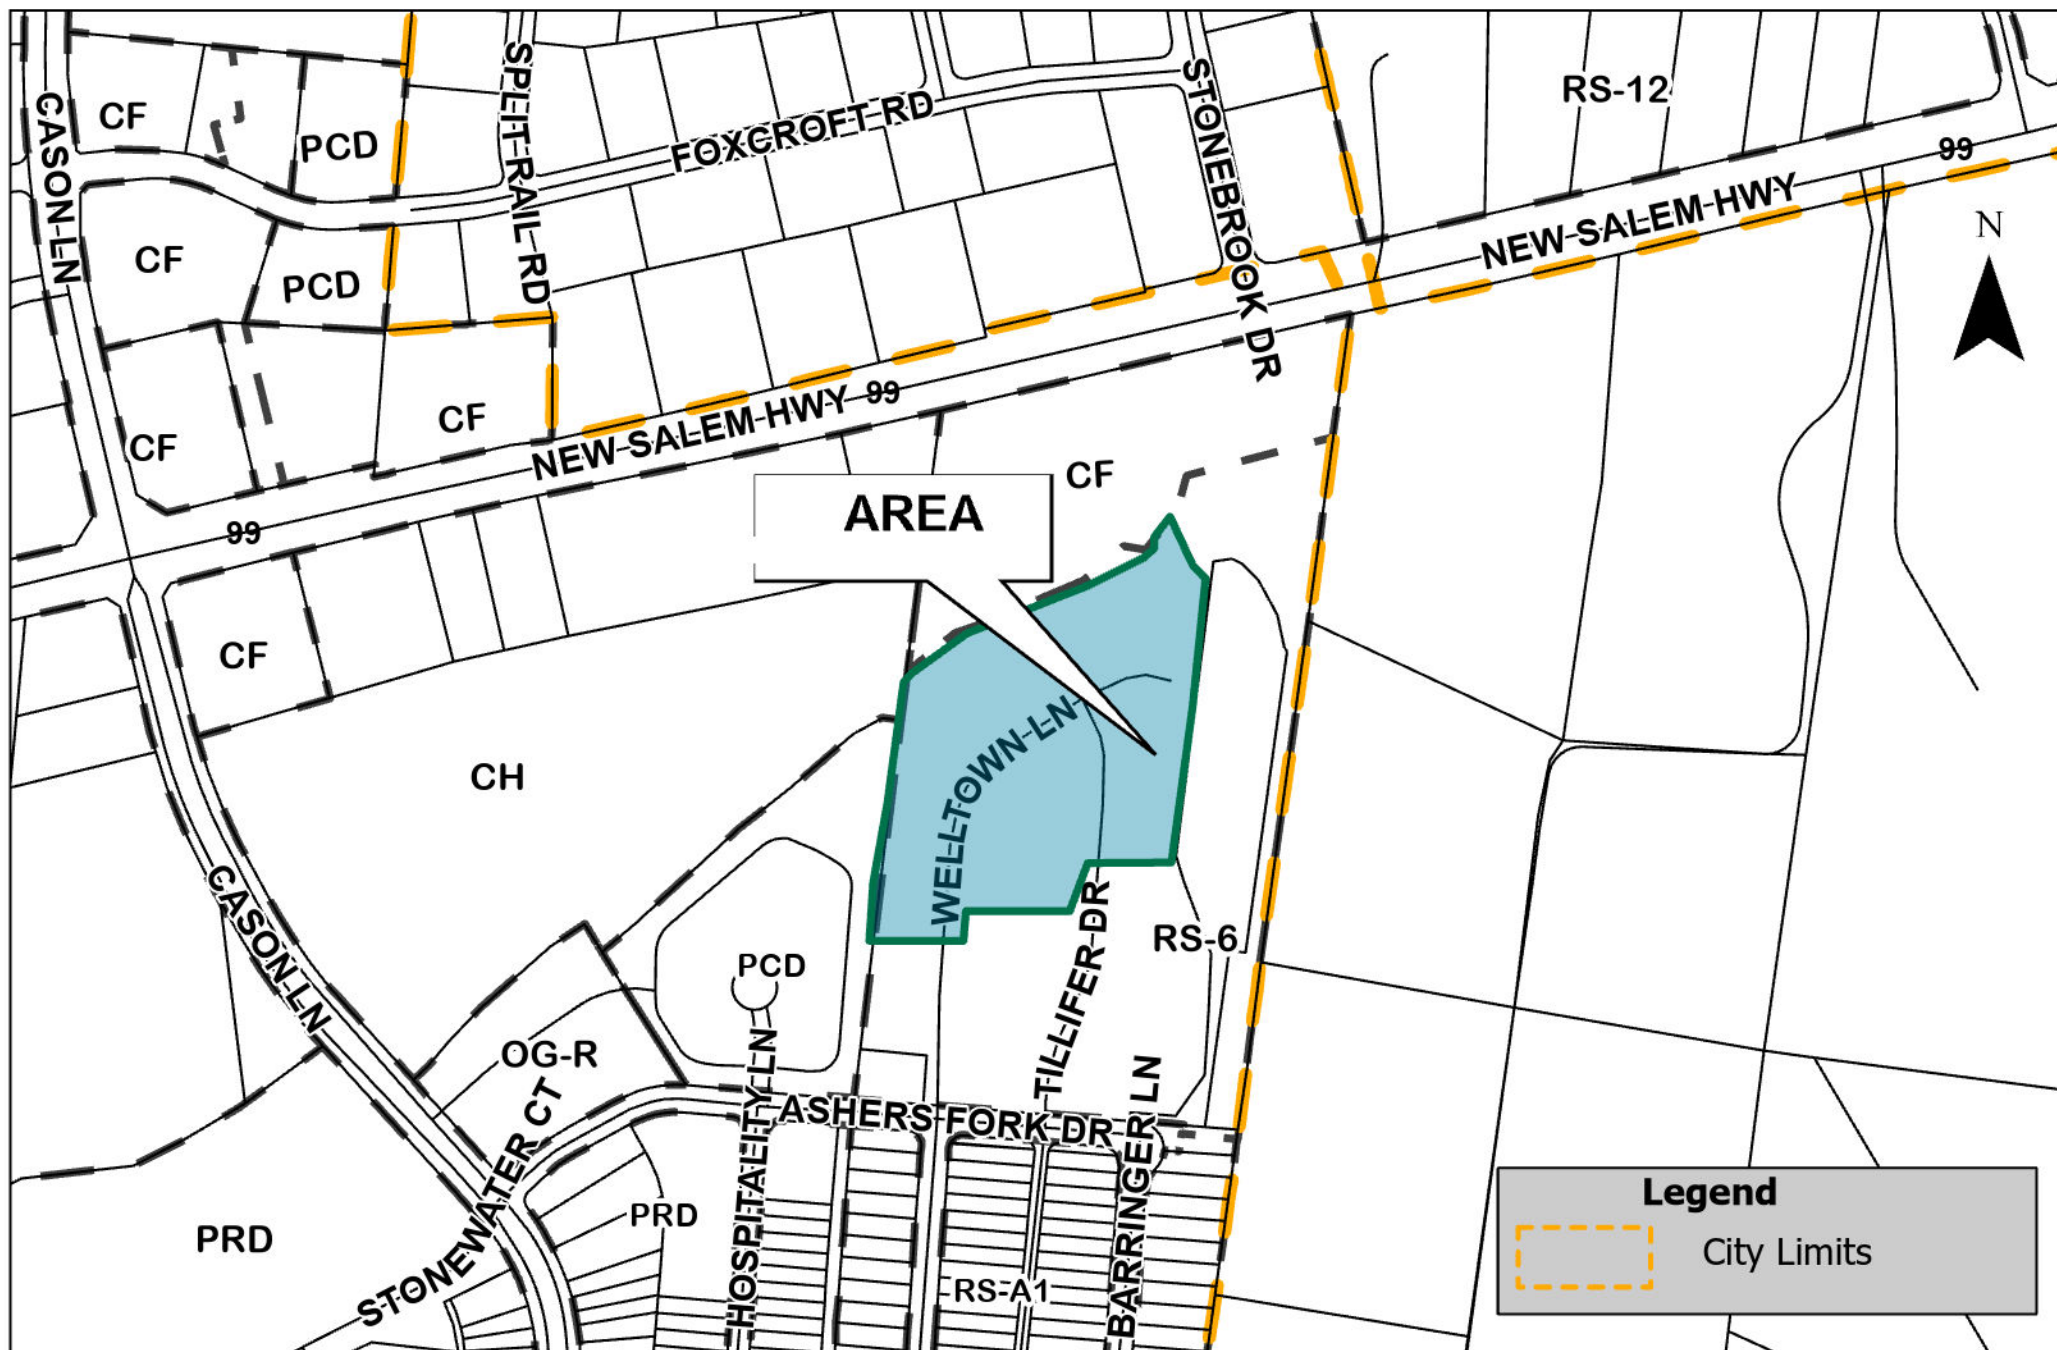 SPLIT RAIL RD
STONEBROOK DR
CASON LN
CF
PCD
FOXCROFT RD
RS-12
99
NEW SALEM HWY
N
CF
PCD
CF
CF
NEW SALEM HWY
99
CF
AREA
99
CF
CH
WELLTOWN LN
CASON LN
TILLIFER DR
RS-6
PCD
OG-R
HOSPITALITY LN
ASHERS FORK DR
BARRINGER LN
STONEWATER CT
PRD
PRD
RS-A1
Legend
City Limits